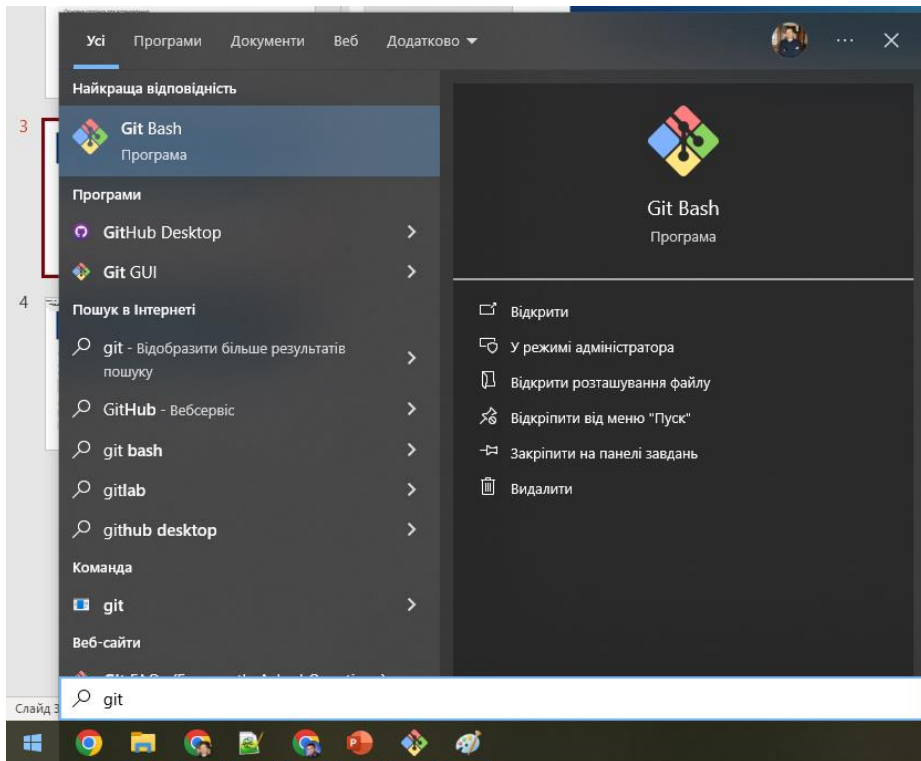 Усі Програми Документи Веб Додатково
Найкраща відповідність
Git Bash
Програма
Програми
GitHub Desktop
Git GUI
Пошук в Інтернеті
git - Відобразити більше результатів
пошуку
GitHub - Вебсервіс
git bash
gitlab
github desktop
Команда
git
Веб-сайти
git
Git Bash
Програма
Відкрити
У режимі адміністратора
Відкрити розташування файлу
Відкріпити від меню "Пуск"
Закріпити на панелі завдань
Видалити
3
4
Слайд 3